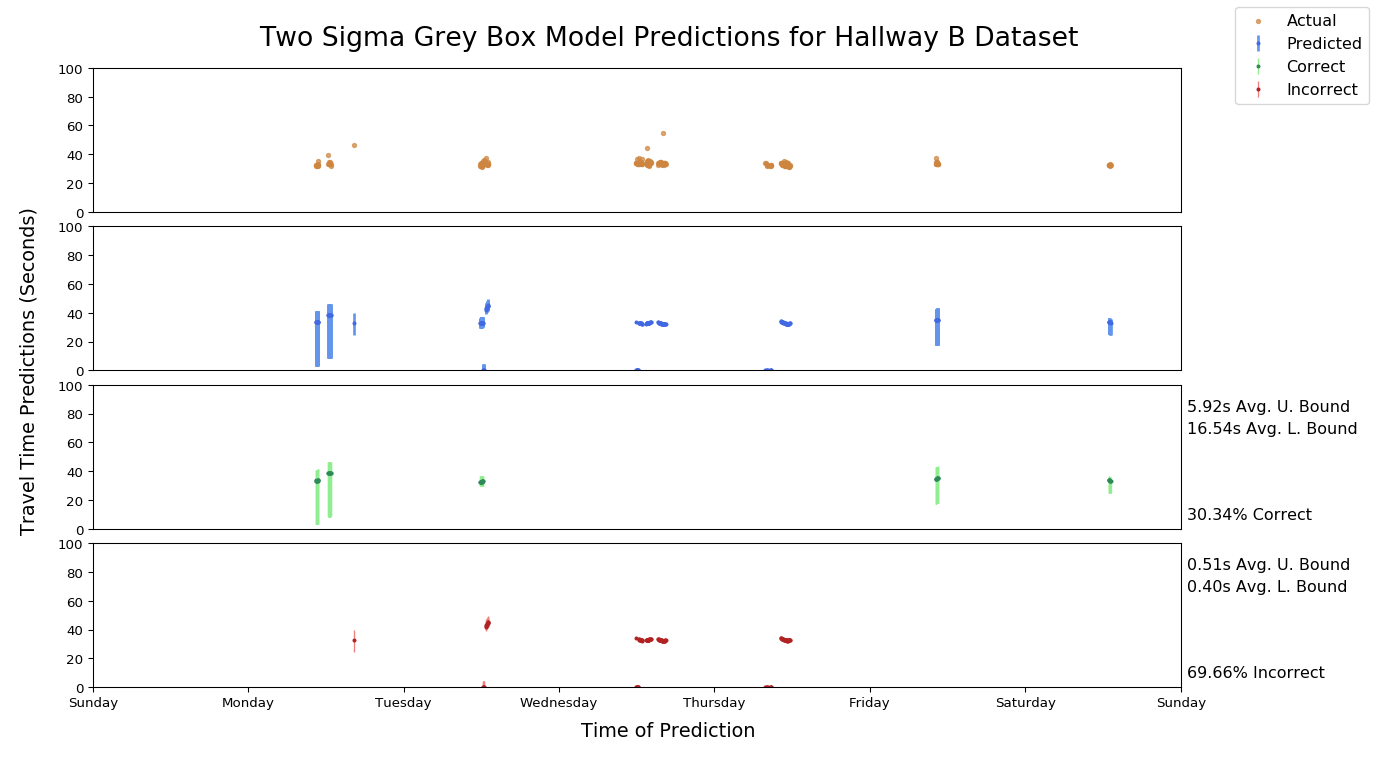 Two Sigma Grey Box Model Predictions for Hallway B Dataset
Actual
Predicted
Correct
Incorrect
Travel Time Predictions (Seconds)
100
80
60
40
20
0
100
80
60
40
20
0
100
80
60
40
20
0
5.92s Avg. U. Bound
16.54s Avg. L. Bound
30.34% Correct
100
80
60
40
20
0
0.51s Avg. U. Bound
0.40s Avg. L. Bound
69.66% Incorrect
Sunday Monday Tuesday Wednesday Thursday Friday Saturday Sunday
Time of Prediction